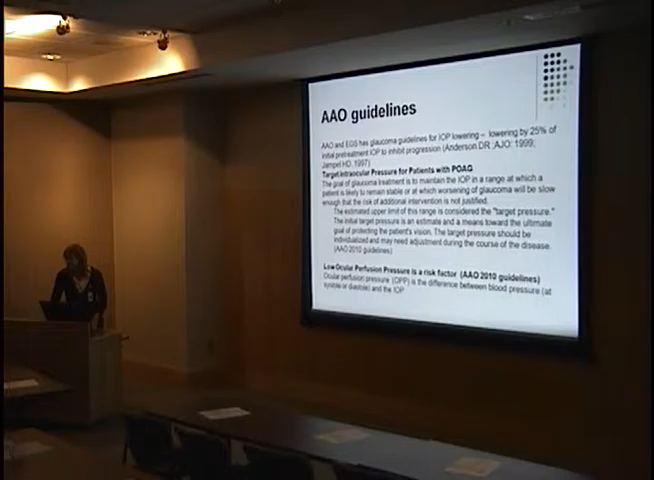 AAO guidelines
AAO and EGS has glaucoma guidelines for IOP lowering – lowering by 25% of
initial pretreatment IOP to inhibit progression (Anderson DR ;AJO: 1999;
Jampel HD, 1997)
Target Intraocular Pressure for Patients with POAG
The goal of glaucoma treatment is to maintain the IOP in a range at which a
patient is likely to remain stable or at which worsening of glaucoma will be slow
enough that the risk of additional intervention is not justified.
The estimated upper limit of this range is considered the "target pressure."
The initial target pressure is an estimate and a means toward the ultimate
goal of protecting the patient's vision. The target pressure should be
individualized and may need adjustment during the course of the disease.
(AAO 2010 guidelines)
Low Ocular Perfusion Pressure is a risk factor (AAO 2010 guidelines)
Ocular perfusion pressure (OPP) is the difference between blood pressure (at
systole or diastole) and the IOP